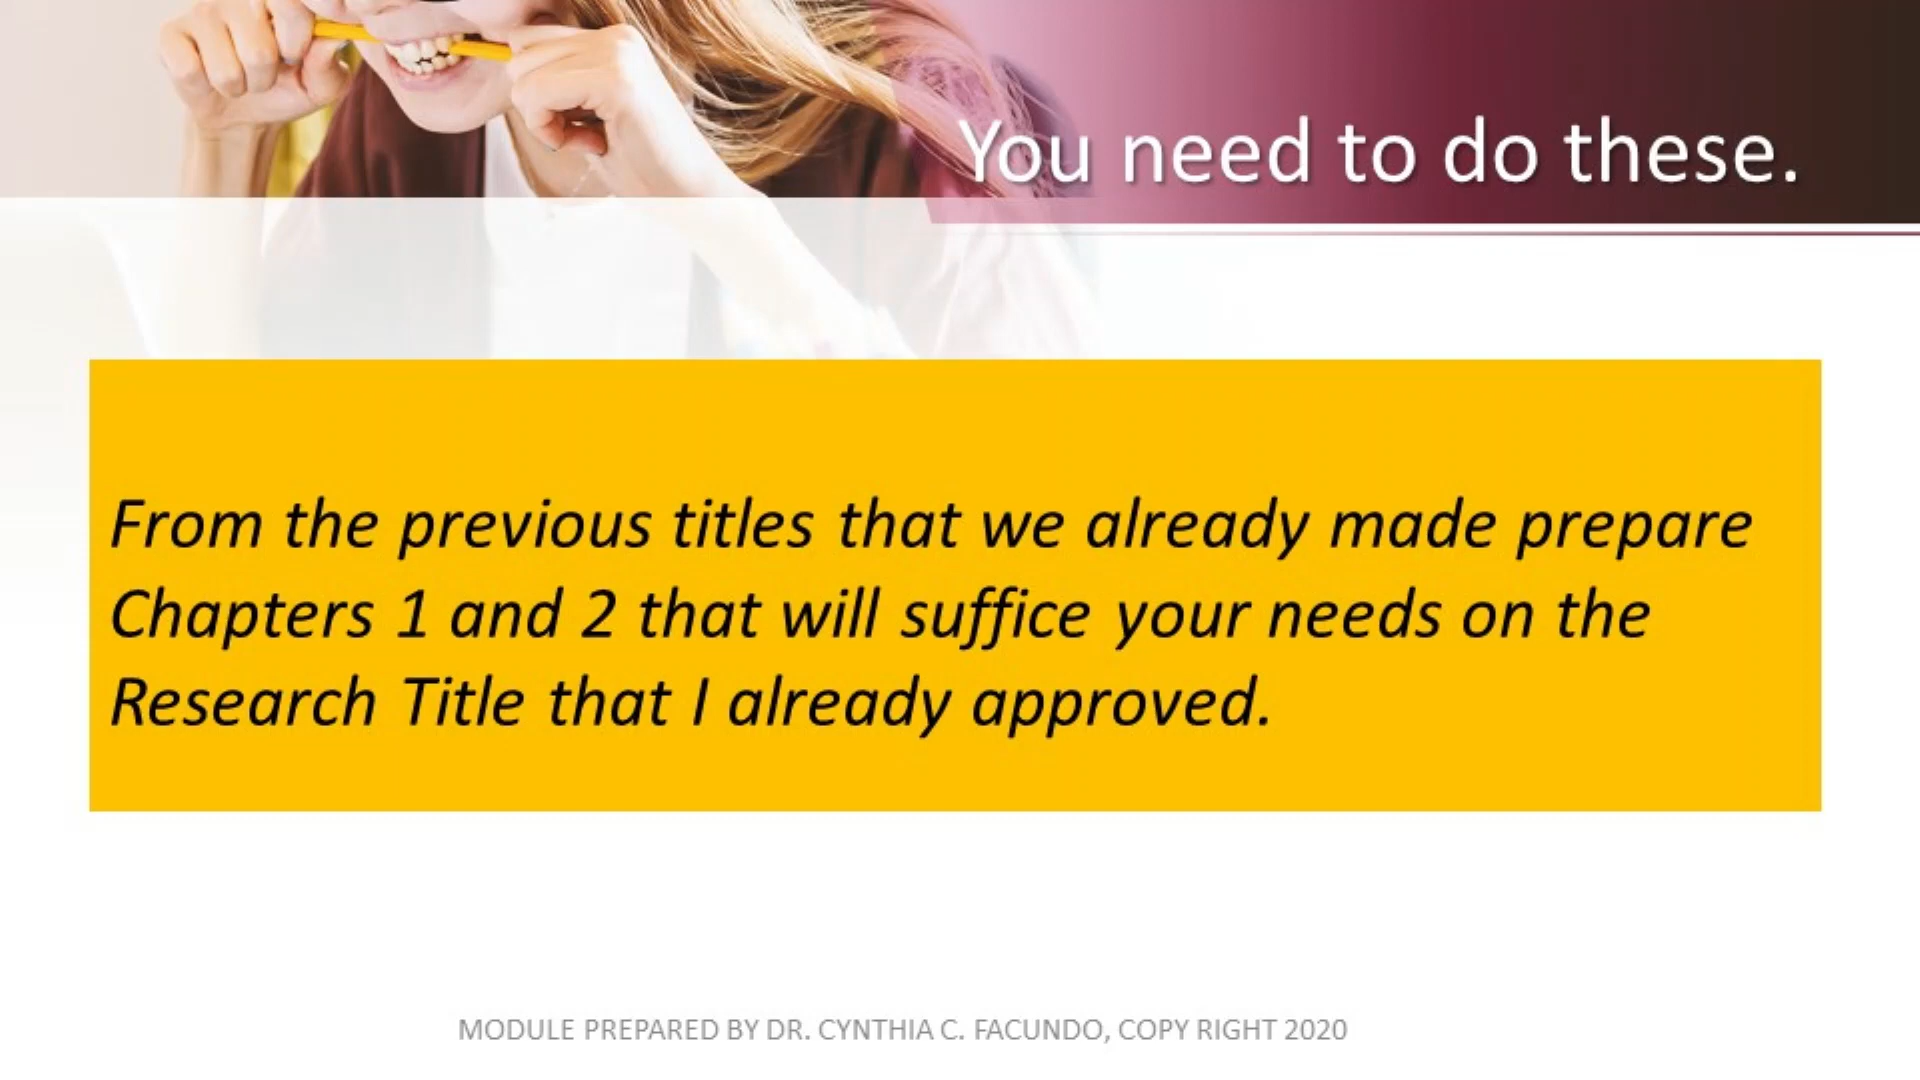 You need to do these.
From the previous titles that we already made prepare
Chapters 1 and 2 that will suffice your needs on the
Research Title that I already approved.
MODULE PREPARED BY DR. CYNTHIA C. FACUNDO, COPY RIGHT 2020